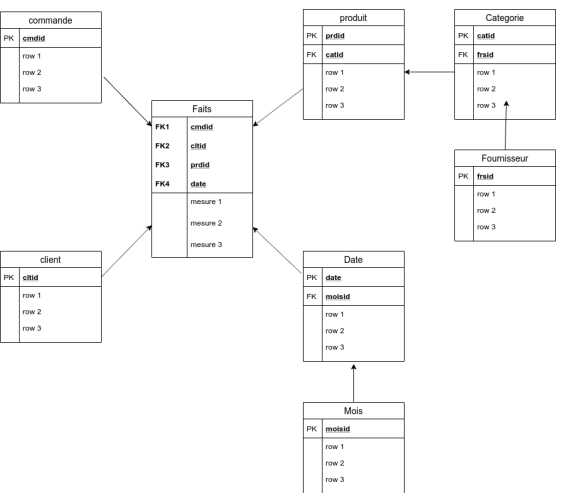 commande
PK cmdid
row 1
row 2
row 3
produit
PK prdid
FK catid
row 1
row 2
row 3
Categorie
PK catid
FK frsid
row 1
row 2
row 3
Faits
FK1 cmdid
FK2 cltid
FK3 prdid
FK4 date
mesure 1
mesure 2
mesure 3
Fournisseur
PK frsid
row 1
row 2
row 3
client
PK cltid
row 1
row 2
row 3
Date
PK date
FK moisid
row 1
row 2
row 3
Mois
PK moisid
row 1
row 2
row 3